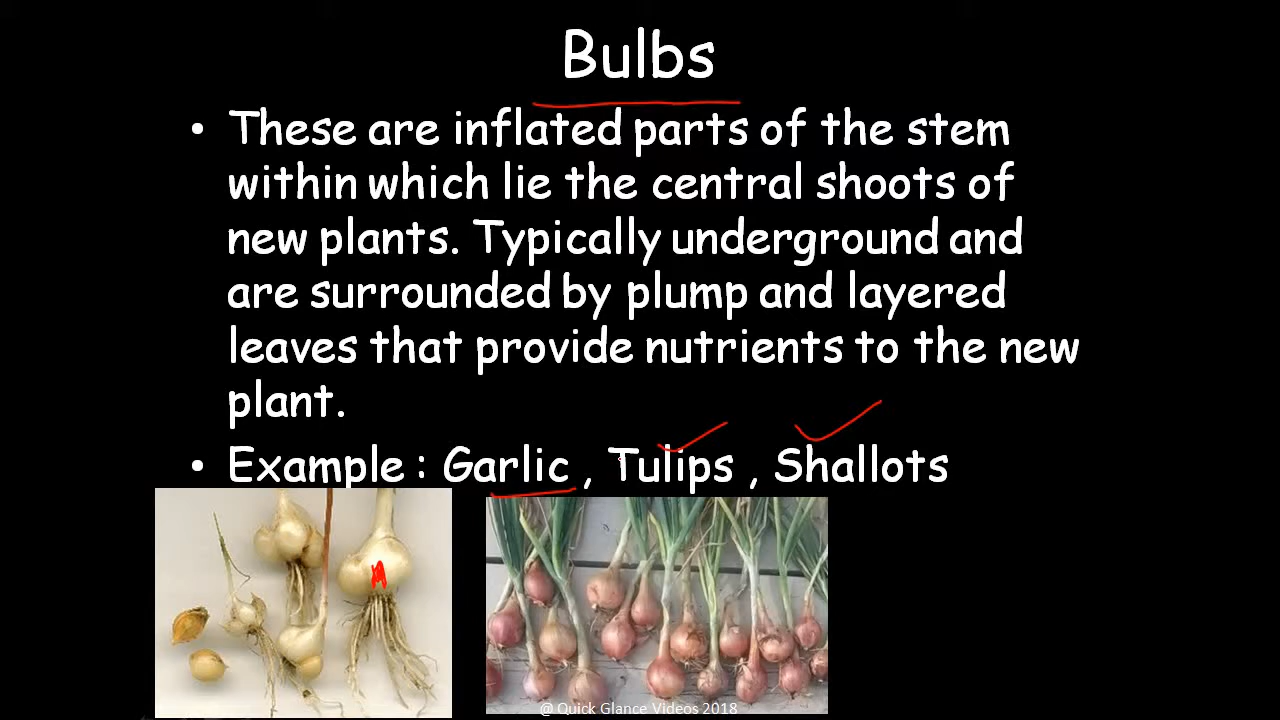 Bulbs
• These are inflated parts of the stem
within which lie the central shoots of
new plants. Typically underground and
are surrounded by plump and layered
leaves that provide nutrients to the new
plant.
• Example : Garlic , Tulips , Shallots
@ Quick Glance Videos 2018